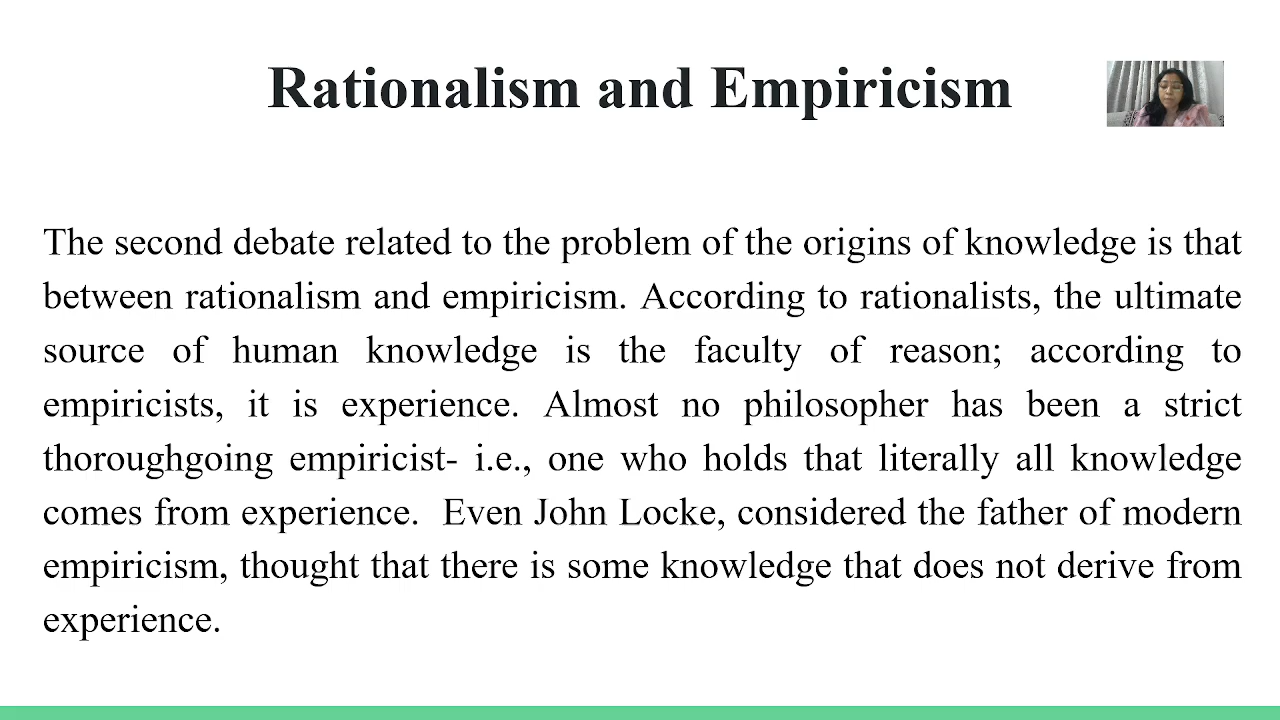 Rationalism and Empiricism
The second debate related to the problem of the origins of knowledge is that
between rationalism and empiricism. According to rationalists, the ultimate
source of human knowledge is the faculty of reason; according to
empiricists, it is experience. Almost no philosopher has been a strict
thoroughgoing empiricist- i.e., one who holds that literally all knowledge
comes from experience.  Even John Locke, considered the father of modern
empiricism, thought that there is some knowledge that does not derive from
experience.